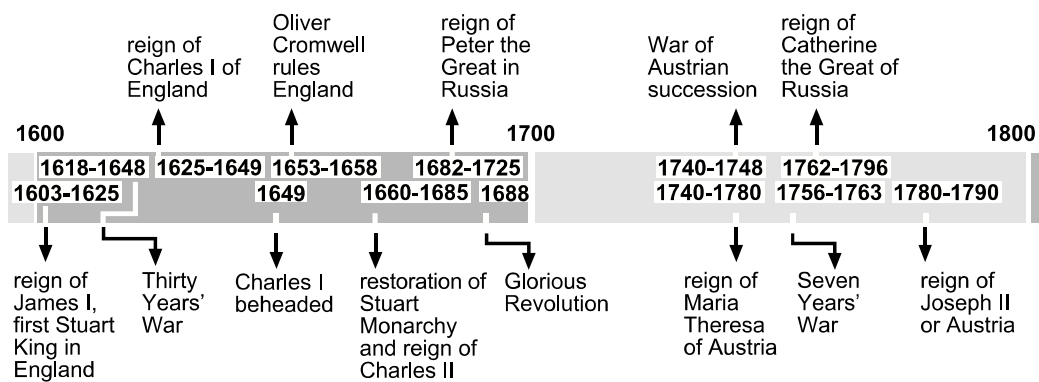 reign of
Charles I of
England
Oliver
Cromwell
rules
England
reign of
Peter the
Great in
Russia
War of
Austrian
succession
reign of
Catherine
the Great of
Russia
1600
1700
1800
1618-1648
1625-1649
1653-1658
1682-1725
1740-1748
1762-1796
1603-1625
1649
1660-1685
1688
1740-1780
1756-1763
1780-1790
reign of
James I,
first Stuart
King in
England
Thirty
Years'
War
Charles I
beheaded
restoration of
Stuart
Monarchy
and reign of
Charles II
Glorious
Revolution
reign of
Maria
Theresa
of Austria
Seven
Years'
War
reign of
Joseph II
or Austria